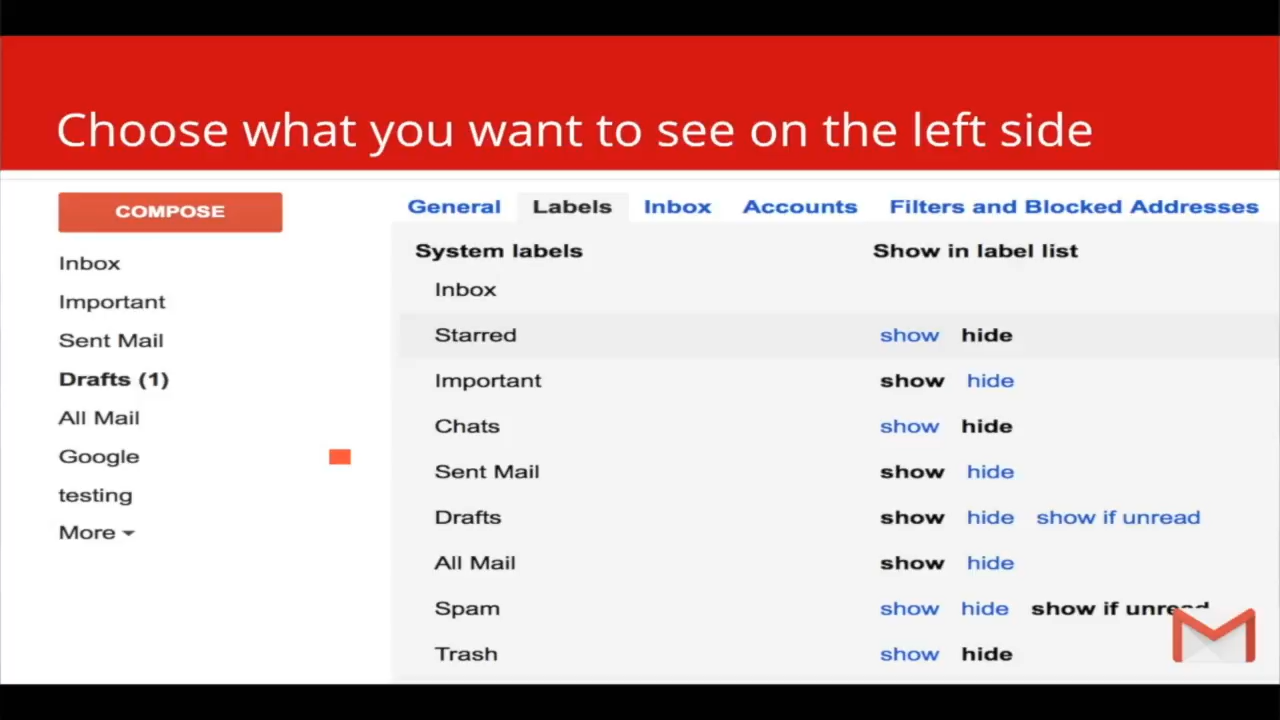 Choose what you want to see on the left side
COMPOSE
Inbox
Important
Sent Mail
Drafts (1)
All Mail
Google
testing
More
General Labels Inbox Accounts Filters and Blocked Addresses
System labels Show in label list
Inbox
Starred show hide
Important show hide
Chats show hide
Sent Mail show hide
Drafts show hide show if unread
All Mail show hide
Spam show hide show if unread
Trash show hide